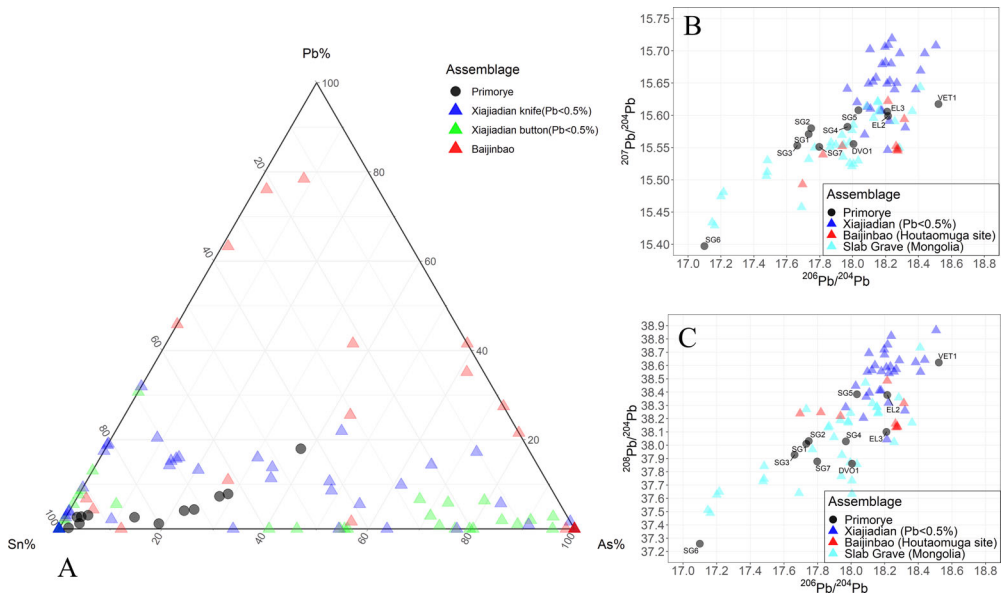 Pb%
100
80
60
40
20
20
40
60
80
100
20
40
60
80
100
Sn%
As%
A
Assemblage
Primorye
Xiajiadian knife(Pb<0.5%)
Xiajiadian button(Pb<0.5%)
Baijinbao
B
15.75
15.70
15.65
15.60
15.55
15.50
15.45
15.40
²⁰⁷Pb/²⁰⁴Pb
VET1
EL3
EL2
SG5
SG2
SG4
SG1
SG3
SG7
DVO1
SG6
Assemblage
Primorye
Xiajiadian (Pb<0.5%)
Baijinbao (Houtaomuga site)
Slab Grave (Mongolia)
17.0 17.2 17.4 17.6 17.8 18.0 18.2 18.4 18.6 18.8
²⁰⁶Pb/²⁰⁴Pb
C
38.9
38.8
38.7
38.6
38.5
38.4
38.3
38.2
38.1
38.0
37.9
37.8
37.7
37.6
37.5
37.4
37.3
37.2
²⁰⁸Pb/²⁰⁴Pb
VET1
SG5
EL2
SG2
SG4
EL3
SG1
SG3
SG7
DVO1
SG6
Assemblage
Primorye
Xiajiadian (Pb<0.5%)
Baijinbao (Houtaomuga site)
Slab Grave (Mongolia)
17.0 17.2 17.4 17.6 17.8 18.0 18.2 18.4 18.6 18.8
²⁰⁶Pb/²⁰⁴Pb